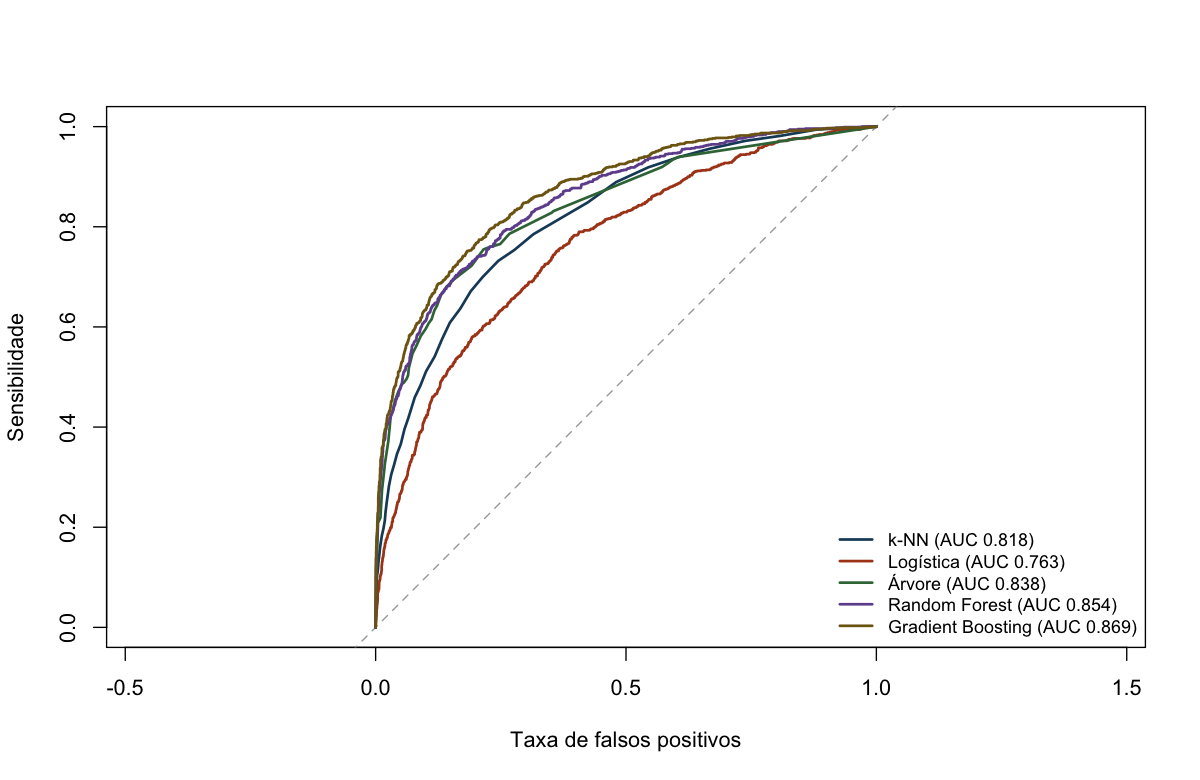 1.0
0.8
0.6
0.4
0.2
0.0
Sensibilidade
k-NN (AUC 0.818)
Logística (AUC 0.763)
Árvore (AUC 0.838)
Random Forest (AUC 0.854)
Gradient Boosting (AUC 0.869)
-0.5 0.0 0.5 1.0 1.5
Taxa de falsos positivos